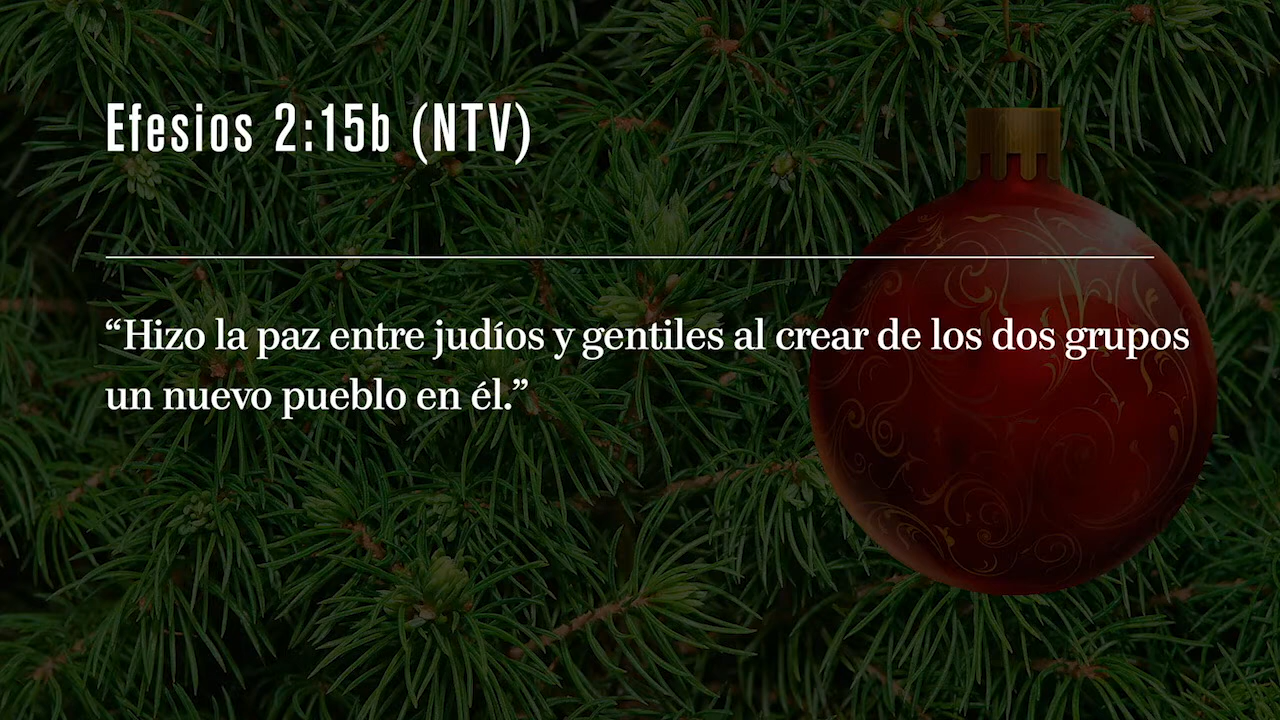 Efesios 2:15b (NTV)
“Hizo la paz entre judíos y gentiles al crear de los dos grupos
un nuevo pueblo en él.”